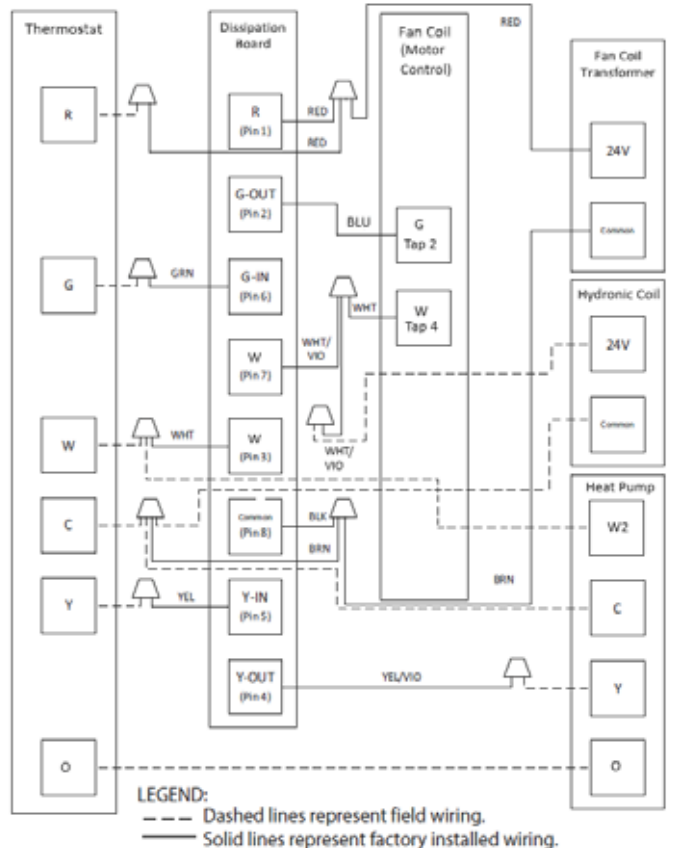 Thermostat
R
G
W
C
Y
O
Dissipation
Board
R
(Pin 1)
G-OUT
(Pin 2)
G-IN
(Pin 6)
W
(Pin 7)
W
(Pin 3)
Common
(Pin 8)
Y-IN
(Pin 5)
Y-OUT
(Pin 4)
RED
RED
GRN
BLU
WHT/
VIO
WHT
WHT/
VIO
WHT
BLK
BRN
YEL
YEL/VIO
Fan Coil
(Motor
Control)
G
Tap 2
W
Tap 4
RED
BRN
Fan Coil
Transformer
24V
Common
Hydronic Coil
24V
Common
Heat Pump
W2
C
Y
O
LEGEND:
Dashed lines represent field wiring.
Solid lines represent factory installed wiring.